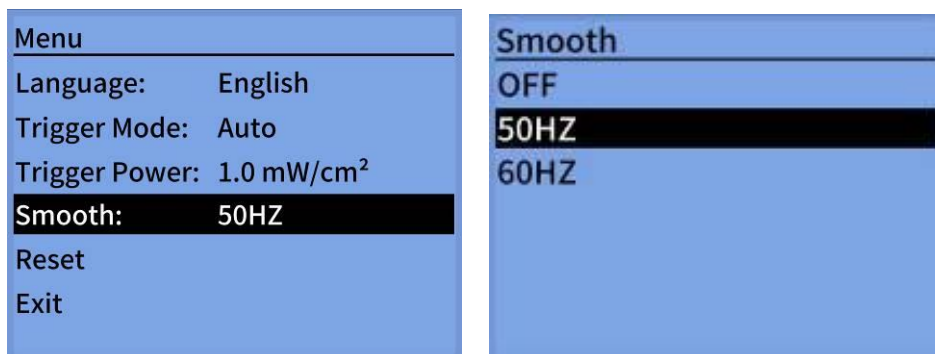 Menu
Language: English
Trigger Mode: Auto
Trigger Power: 1.0 mW/cm²
Smooth: 50HZ
Reset
Exit
Smooth
OFF
50HZ
60HZ